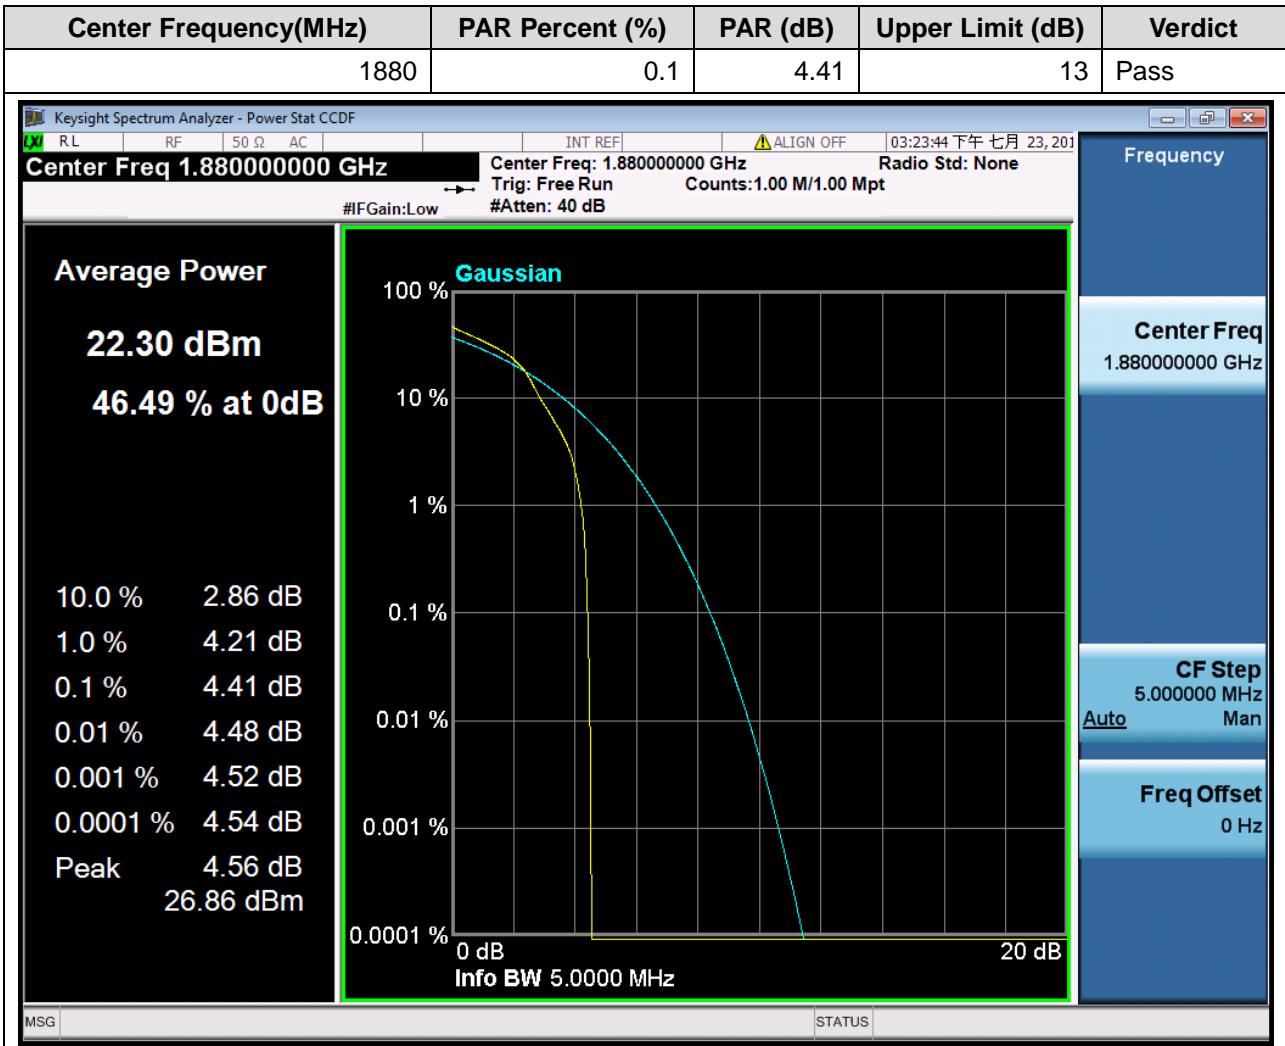 Center Frequency(MHz) PAR Percent (%) PAR (dB) Upper Limit (dB) Verdict
1880 0.1 4.41 13 Pass
Keysight Spectrum Analyzer - Power Stat CCDF
LXI RL RF 50 Ω AC INT REF ALIGN OFF 03:23:44 下午 七月 23, 201
Center Freq 1.880000000 GHz
Center Freq: 1.880000000 GHz Radio Std: None
Trig: Free Run Counts:1.00 M/1.00 Mpt
#IFGain:Low #Atten: 40 dB
Average Power
22.30 dBm
46.49 % at 0dB
10.0 % 2.86 dB
1.0 % 4.21 dB
0.1 % 4.41 dB
0.01 % 4.48 dB
0.001 % 4.52 dB
0.0001 % 4.54 dB
Peak 4.56 dB
26.86 dBm
Gaussian
100 %
10 %
1 %
0.1 %
0.01 %
0.001 %
0.0001 %
0 dB 20 dB
Info BW 5.0000 MHz
Frequency
Center Freq
1.880000000 GHz
CF Step
5.000000 MHz
Auto Man
Freq Offset
0 Hz
MSG STATUS